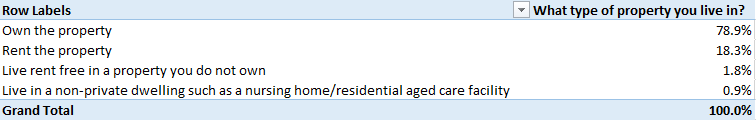 Row Labels What type of property you live in?
Own the property 78.9%
Rent the property 18.3%
Live rent free in a property you do not own 1.8%
Live in a non-private dwelling such as a nursing home/residential aged care facility 0.9%
Grand Total 100.0%